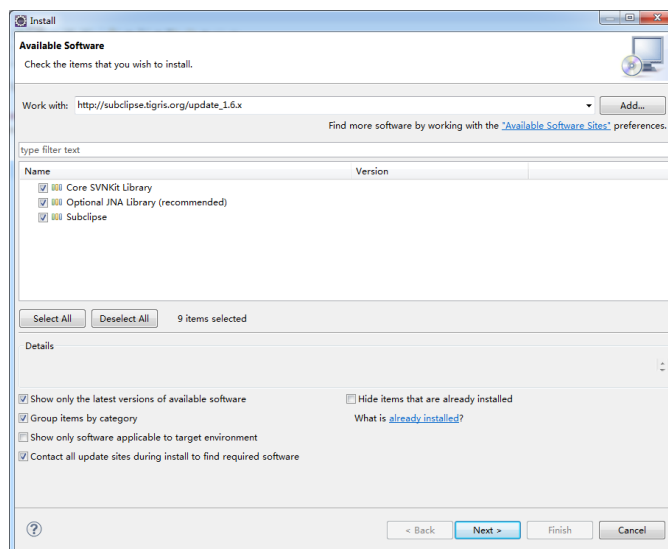 Install
Available Software
Check the items that you wish to install.
Work with: http://subclipse.tigris.org/update_1.6.x Add...
Find more software by working with the "Available Software Sites" preferences.
type filter text
Name Version
Core SVNKit Library
Optional JNA Library (recommended)
Subclipse
Select All Deselect All 9 items selected
Details
Show only the latest versions of available software Hide items that are already installed
Group items by category What is already installed?
Show only software applicable to target environment
Contact all update sites during install to find required software
? < Back Next > Finish Cancel